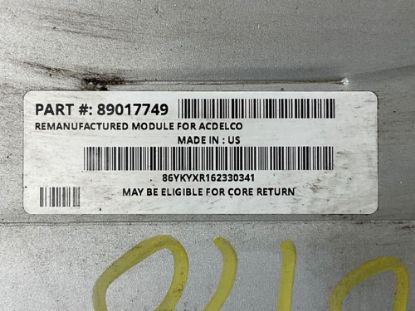 PART #: 89017749
REMANUFACTURED MODULE FOR ACDELCO
MADE IN : US
86YKYXR162330341
MAY BE ELIGIBLE FOR CORE RETURN